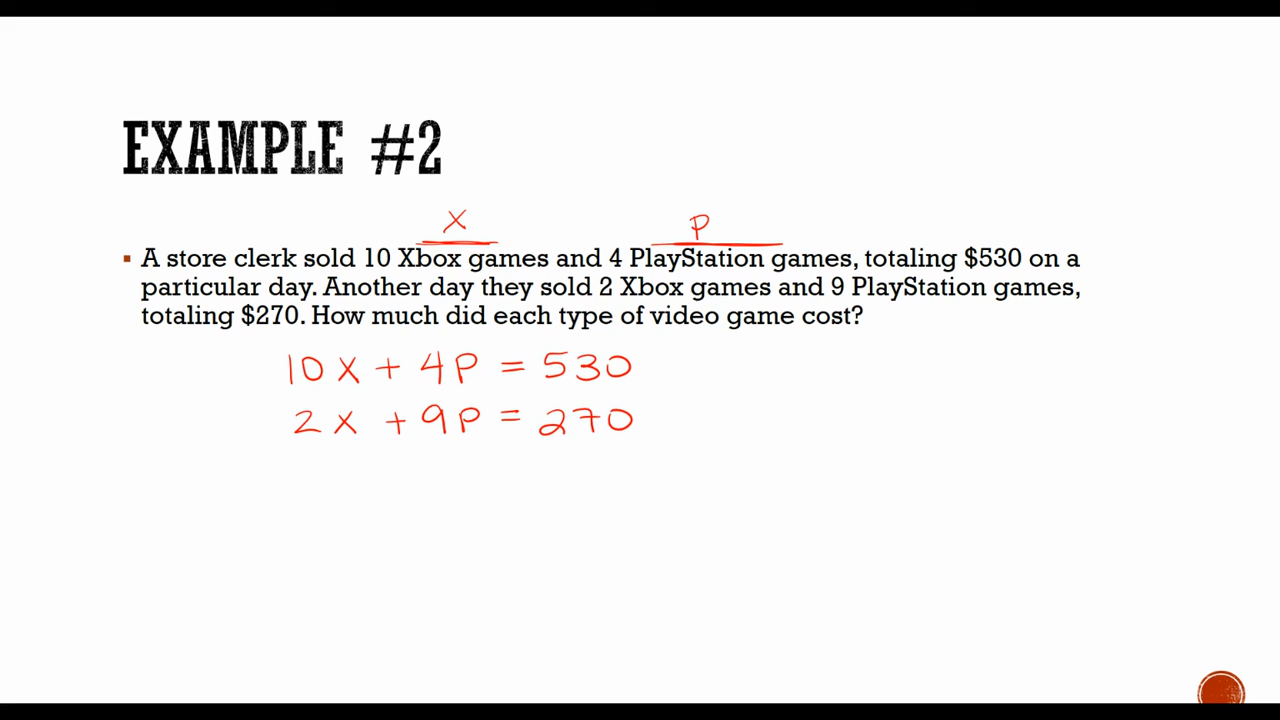 EXAMPLE #2
X P
▪ A store clerk sold 10 Xbox games and 4 PlayStation games, totaling $530 on a
particular day. Another day they sold 2 Xbox games and 9 PlayStation games,
totaling $270. How much did each type of video game cost?
10X + 4P = 530
2X + 9P = 270